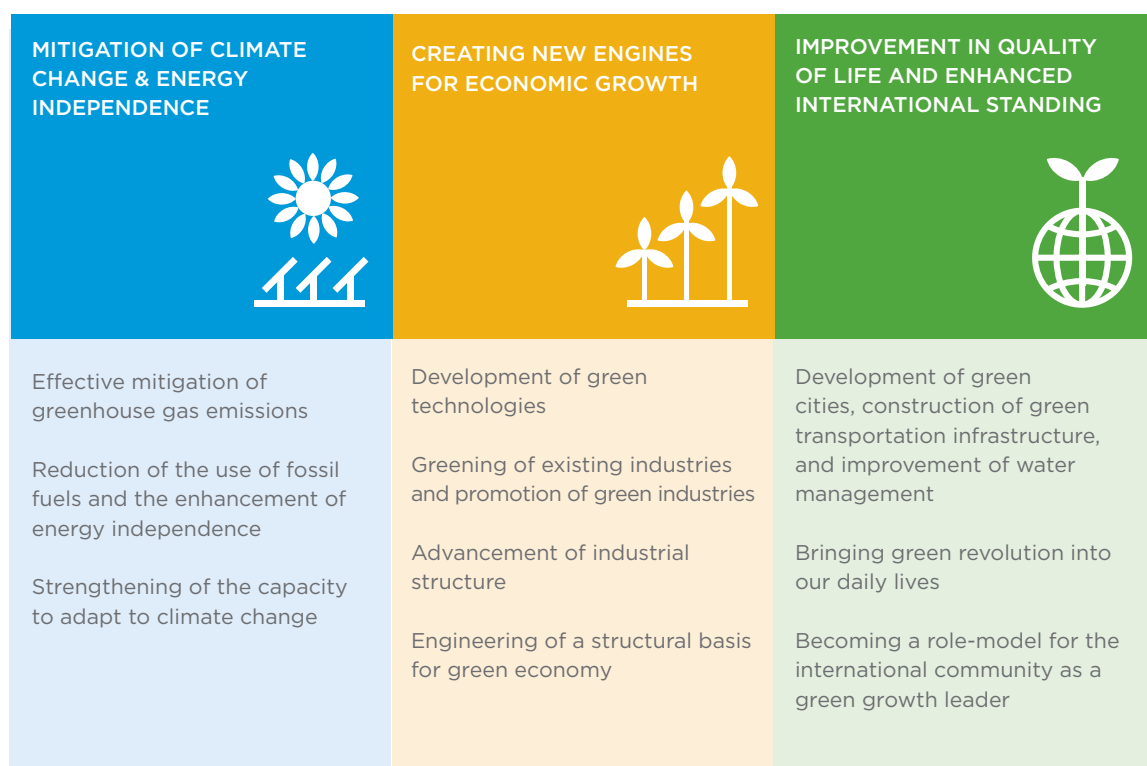 MITIGATION OF CLIMATE
CHANGE & ENERGY
INDEPENDENCE
Effective mitigation of
greenhouse gas emissions
Reduction of the use of fossil
fuels and the enhancement of
energy independence
Strengthening of the capacity
to adapt to climate change
CREATING NEW ENGINES
FOR ECONOMIC GROWTH
Development of green
technologies
Greening of existing industries
and promotion of green industries
Advancement of industrial
structure
Engineering of a structural basis
for green economy
IMPROVEMENT IN QUALITY
OF LIFE AND ENHANCED
INTERNATIONAL STANDING
Development of green
cities, construction of green
transportation infrastructure,
and improvement of water
management
Bringing green revolution into
our daily lives
Becoming a role-model for the
international community as a
green growth leader